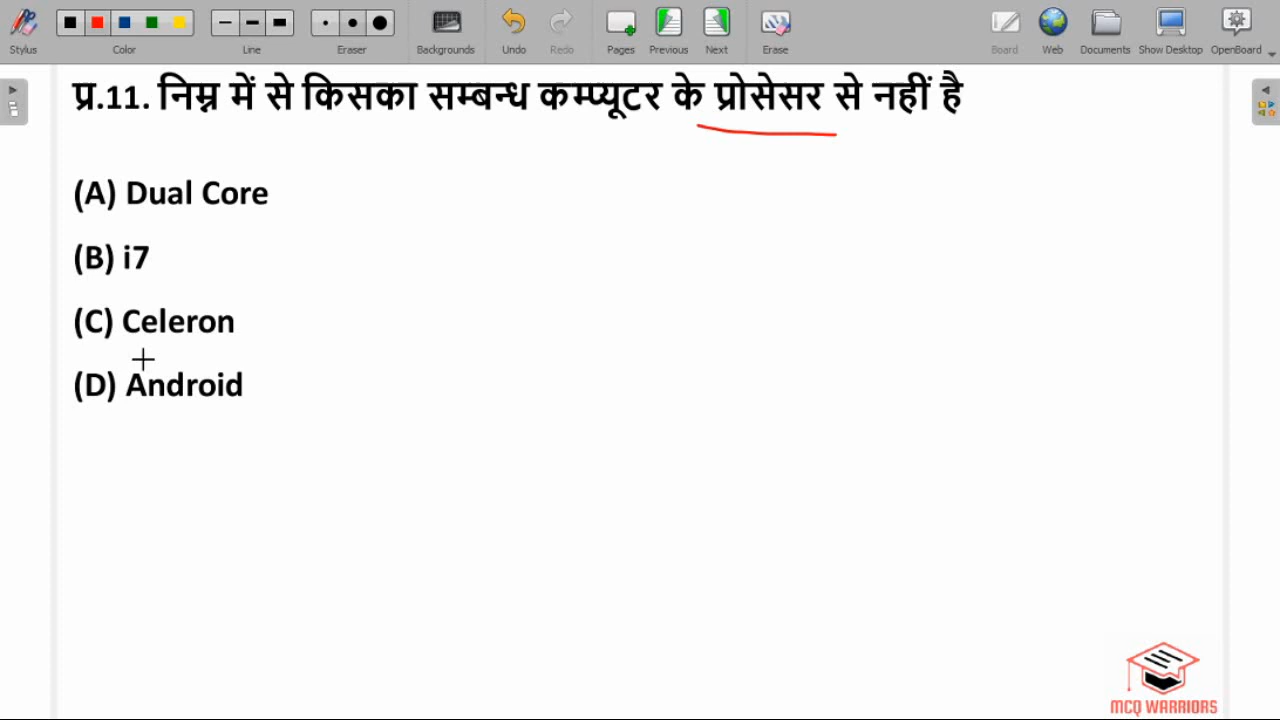 Stylus
Color
Line
Eraser
Backgrounds
Undo
Redo
Pages
Previous
Next
Erase
Board
Web
Documents
Show Desktop
OpenBoard
प्र.11. निम्न में से किसका सम्बन्ध कम्प्यूटर के प्रोसेसर से नहीं है
(A) Dual Core
(B) i7
(C) Celeron
(D) Android
MCQ WARRIORS